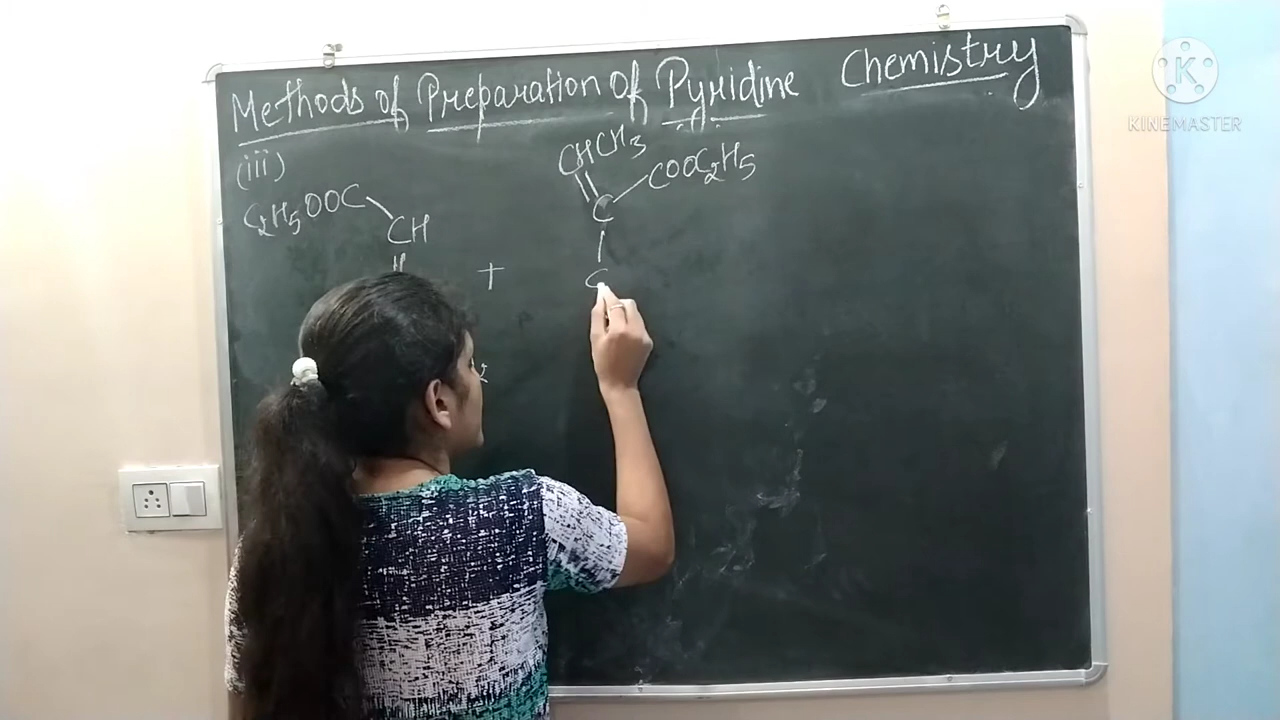 Methods of Preparation of Pyridine Chemistry
(iii)
CHCH3
C2H5OOC
COOC2H5
C
CH
+
C
K
KINEMASTER